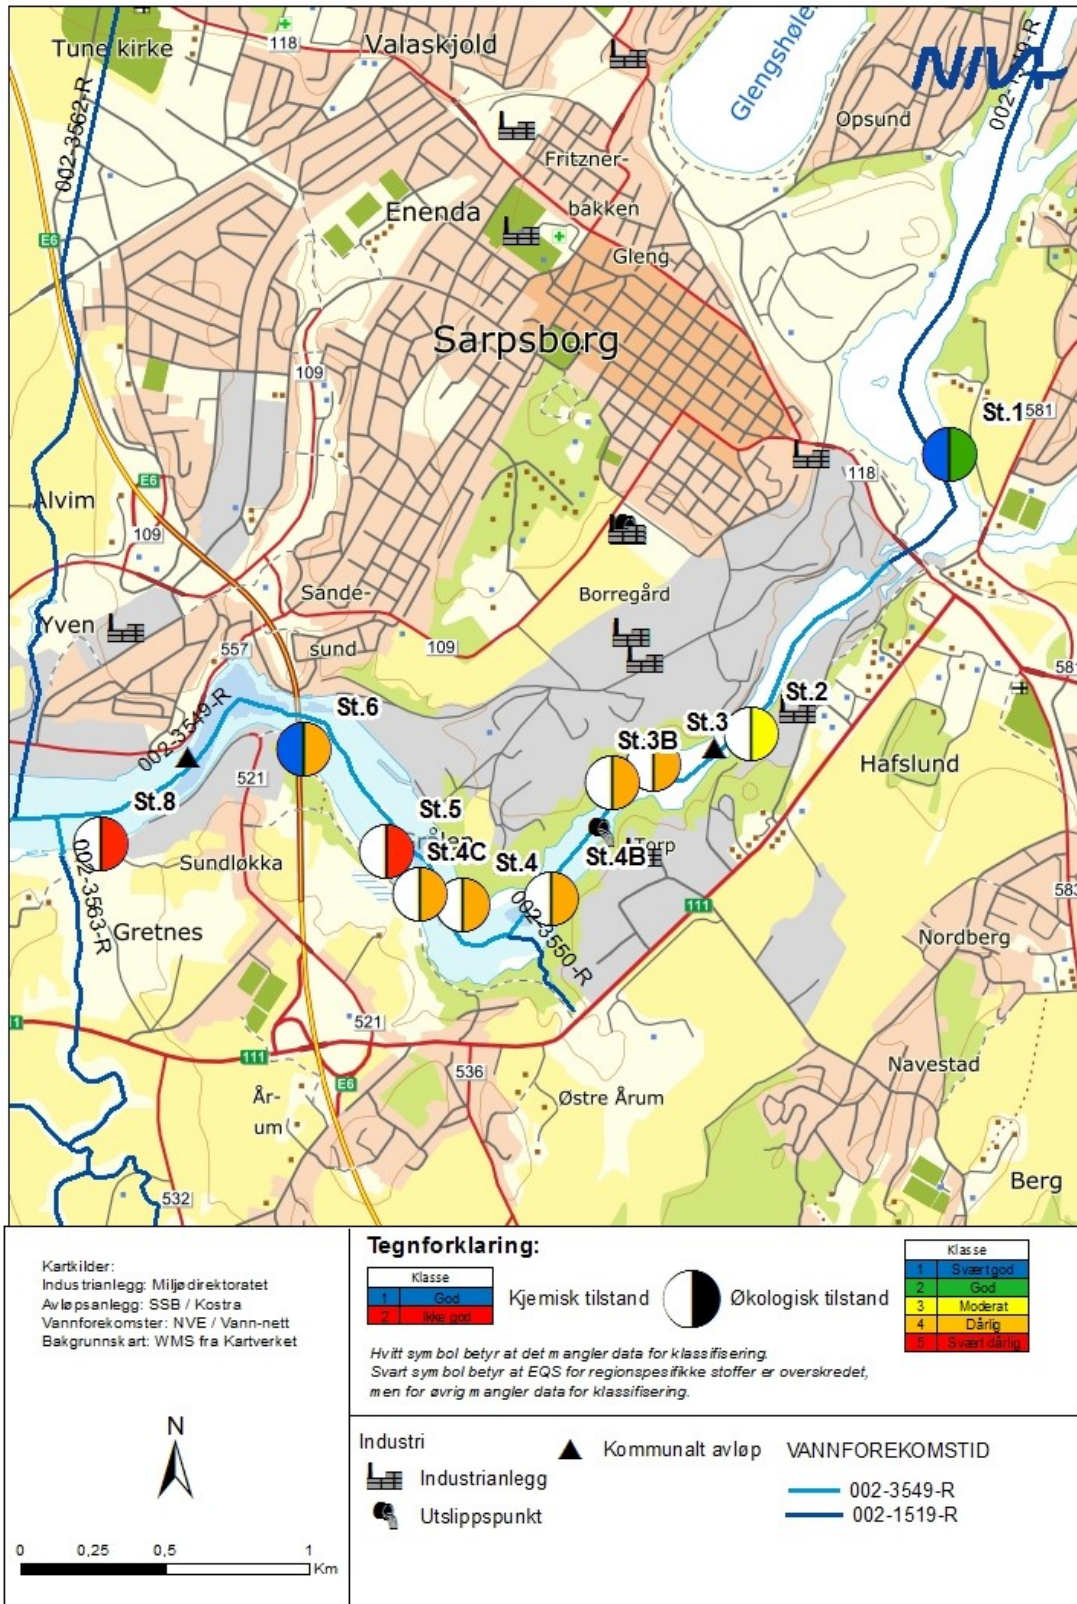 Tune kirke
118
Valaskjold
Glengshølen
NIVA
002-1519-R
Opsund
002-3562-R
Fritzner-
bakken
Enenda
E6
Gleng
Sarpsborg
109
St.1
581
E6
118
Alvim
109
Sande-
sund
Borregård
Yven
557
109
581
St.6
St.2
002-3549-R
St.3
St.3B
Hafslund
521
St.8
St.5
St.4C
St.4
St.4B
Torp
Sundløkka
002-3563-R
111
583
002-3550-R
Gretnes
Nordberg
521
111
536
E6
Navestad
År-
um
Østre Årum
532
Berg
Kartkilder:
Industrianlegg: Miljødirektoratet
Avløpsanlegg: SSB / Kostra
Vannforekomster: NVE / Vann-nett
Bakgrunnskart: WMS fra Kartverket
N
0 0,25 0,5 1
Km
Tegnforklaring:
Klasse
1 God
2 Ikke god
Kjemisk tilstand
Økologisk tilstand
Klasse
1 Svært god
2 God
3 Moderat
4 Dårlig
5 Svært dårlig
Hvitt symbol betyr at det mangler data for klassifisering.
Svart symbol betyr at EQS for regionspesifikke stoffer er overskredet,
men for øvrig mangler data for klassifisering.
Industri
Industrianlegg
Utslippspunkt
Kommunalt avløp
VANNFOREKOMSTID
002-3549-R
002-1519-R